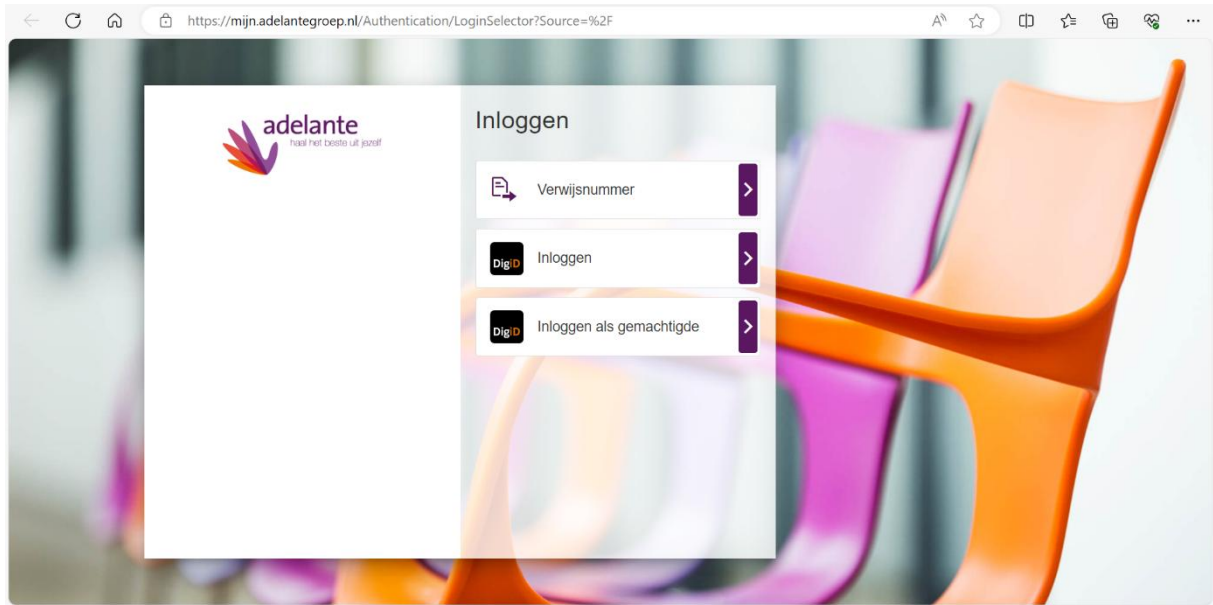 https://mijn.adelantegroep.nl/Authentication/LoginSelector?Source=%2F
adelante
haal het beste uit jezelf
Inloggen
Verwijsnummer
DigiD
Inloggen
DigiD
Inloggen als gemachtigde